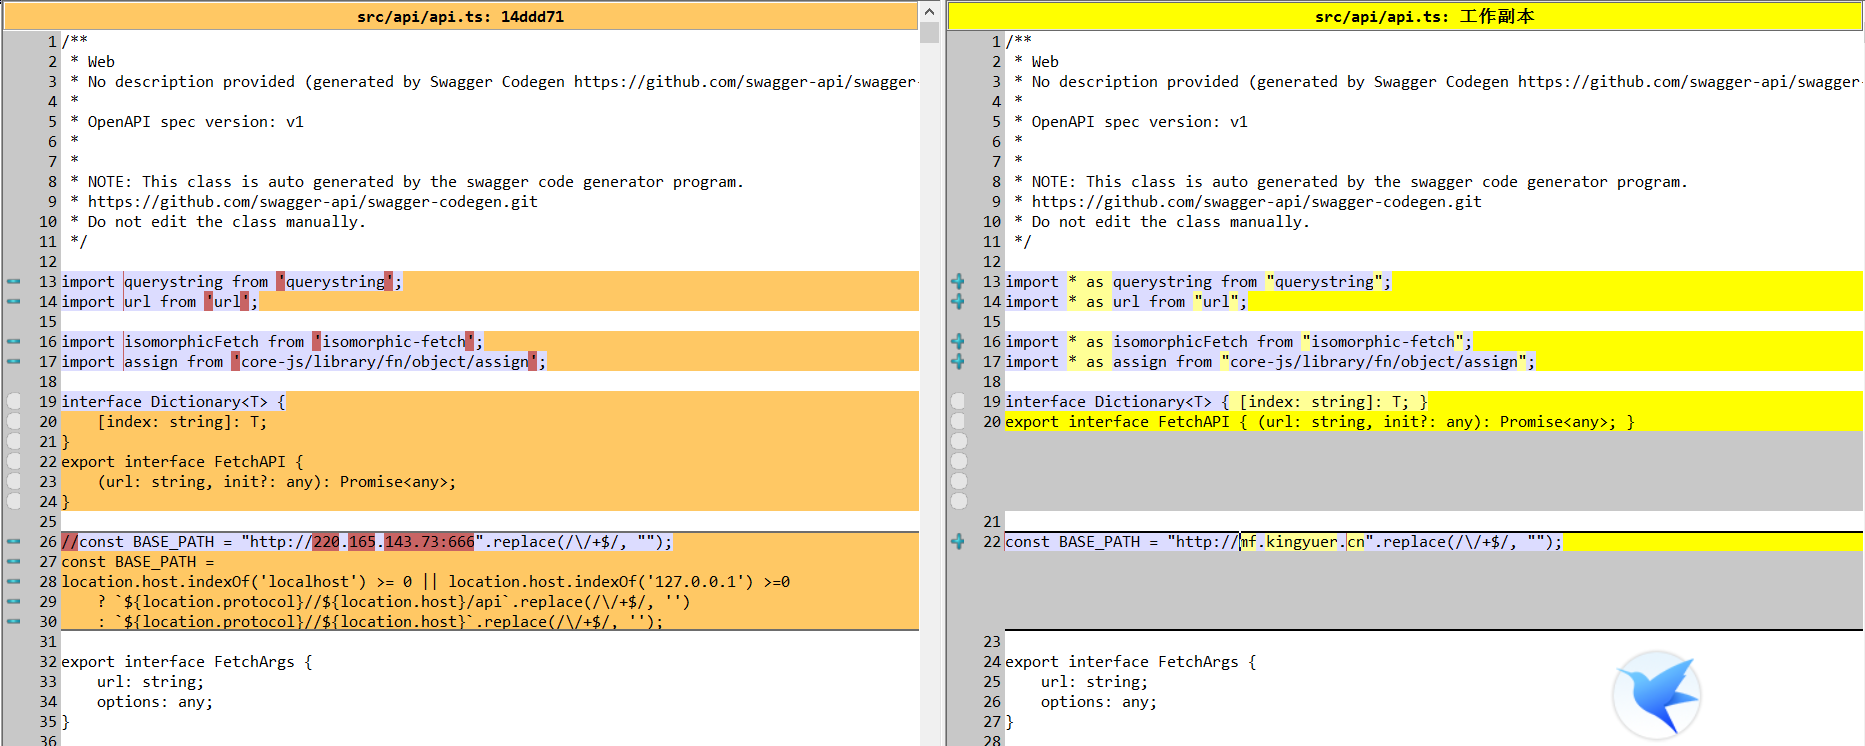 src/api/api.ts: 14ddd71
1 /**
2  * Web
3  * No description provided (generated by Swagger Codegen https://github.com/swagger-api/swagger-
4  *
5  * OpenAPI spec version: v1
6  *
7  *
8  * NOTE: This class is auto generated by the swagger code generator program.
9  * https://github.com/swagger-api/swagger-codegen.git
10  * Do not edit the class manually.
11  */
12
13 import querystring from 'querystring';
14 import url from 'url';
15
16 import isomorphicFetch from 'isomorphic-fetch';
17 import assign from 'core-js/library/fn/object/assign';
18
19 interface Dictionary<T> {
20     [index: string]: T;
21 }
22 export interface FetchAPI {
23     (url: string, init?: any): Promise<any>;
24 }
25
26 //const BASE_PATH = "http://220.165.143.73:666".replace(/\/+$/, "");
27 const BASE_PATH =
28 location.host.indexOf('localhost') >= 0 || location.host.indexOf('127.0.0.1') >=0
29     ? `${location.protocol}//${location.host}/api`.replace(/\/+$/, '')
30     : `${location.protocol}//${location.host}`.replace(/\/+$/, '');
31
32 export interface FetchArgs {
33     url: string;
34     options: any;
35 }
36
src/api/api.ts: 工作副本
1 /**
2  * Web
3  * No description provided (generated by Swagger Codegen https://github.com/swagger-api/swagger
4  *
5  * OpenAPI spec version: v1
6  *
7  *
8  * NOTE: This class is auto generated by the swagger code generator program.
9  * https://github.com/swagger-api/swagger-codegen.git
10  * Do not edit the class manually.
11  */
12
13 import * as querystring from "querystring";
14 import * as url from "url";
15
16 import * as isomorphicFetch from "isomorphic-fetch";
17 import * as assign from "core-js/library/fn/object/assign";
18
19 interface Dictionary<T> { [index: string]: T; }
20 export interface FetchAPI { (url: string, init?: any): Promise<any>; }
21
22 const BASE_PATH = "http://mf.kingyuer.cn".replace(/\/+$/, "");
23
24 export interface FetchArgs {
25     url: string;
26     options: any;
27 }
28